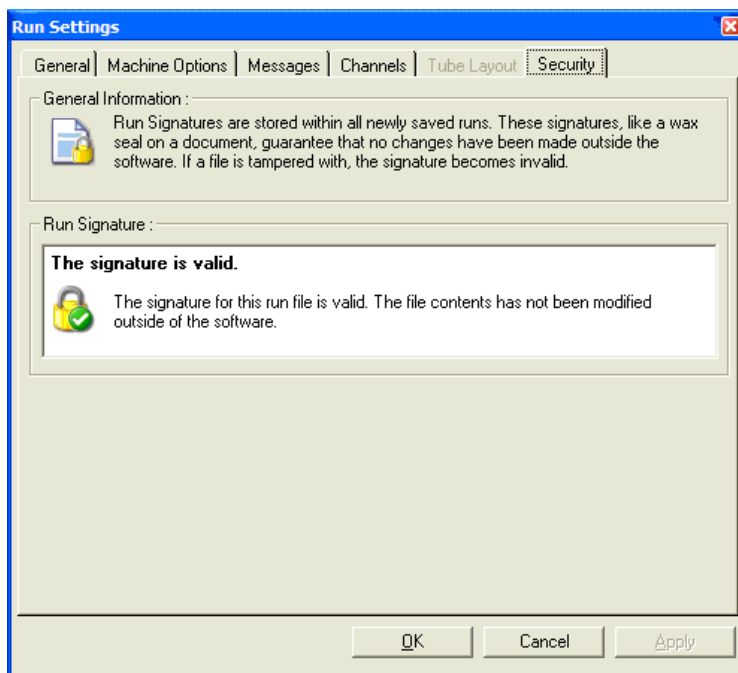 Run Settings
General Machine Options Messages Channels Tube Layout Security
General Information :
Run Signatures are stored within all newly saved runs. These signatures, like a wax
seal on a document, guarantee that no changes have been made outside the
software. If a file is tampered with, the signature becomes invalid.
Run Signature :
The signature is valid.
The signature for this run file is valid. The file contents has not been modified
outside of the software.
OK Cancel Apply